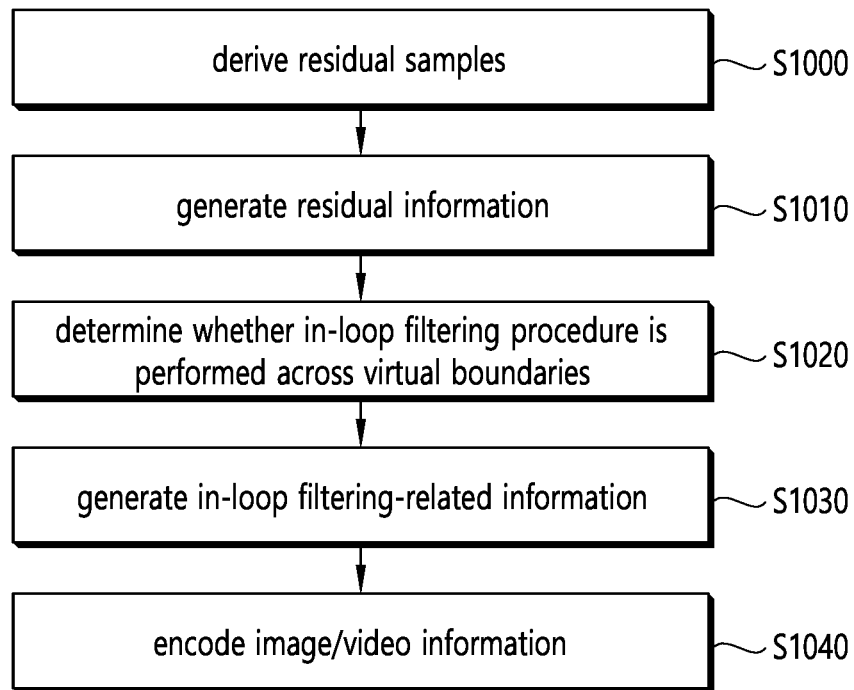 derive residual samples
S1000
generate residual information
S1010
determine whether in-loop filtering procedure is
performed across virtual boundaries
S1020
generate in-loop filtering-related information
S1030
encode image/video information
S1040